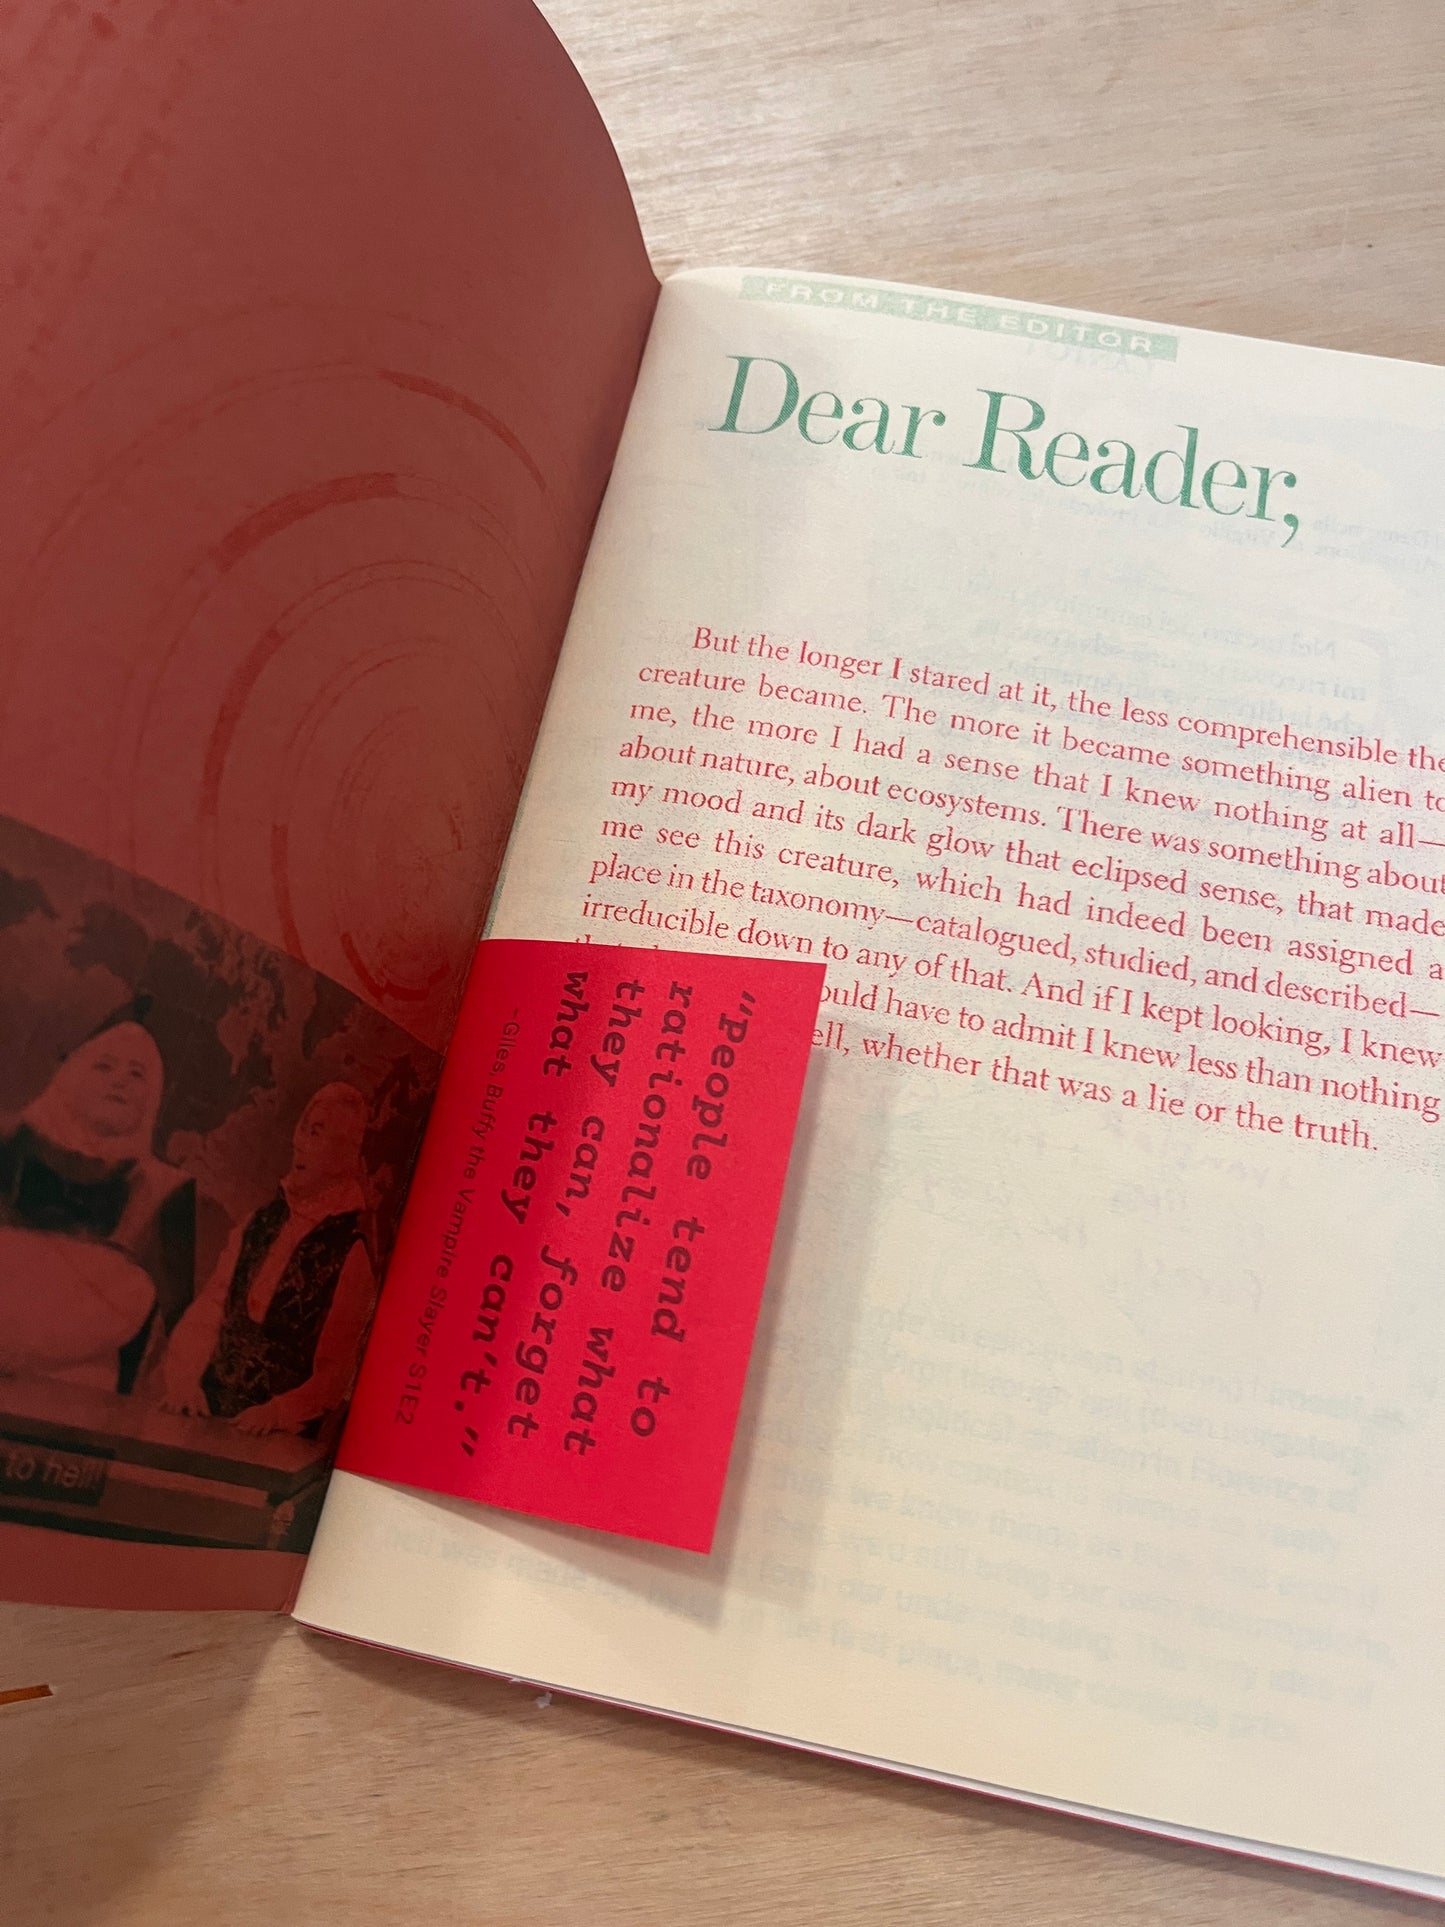 FROM THE EDITOR
Dear Reader,
But the longer I stared at it, the less comprehensible the
creature became. The more it became something alien to
me, the more I had a sense that I knew nothing at all—
about nature, about ecosystems. There was something about
my mood and its dark glow that eclipsed sense, that made
me see this creature, which had indeed been assigned a
place in the taxonomy—catalogued, studied, and described—
irreducible down to any of that. And if I kept looking, I knew
ould have to admit I knew less than nothing
ell, whether that was a lie or the truth.
"people tend to
rationalize what
they can, forget
what they can't."
-Giles, Buffy the Vampire Slayer S1E2
to hell!